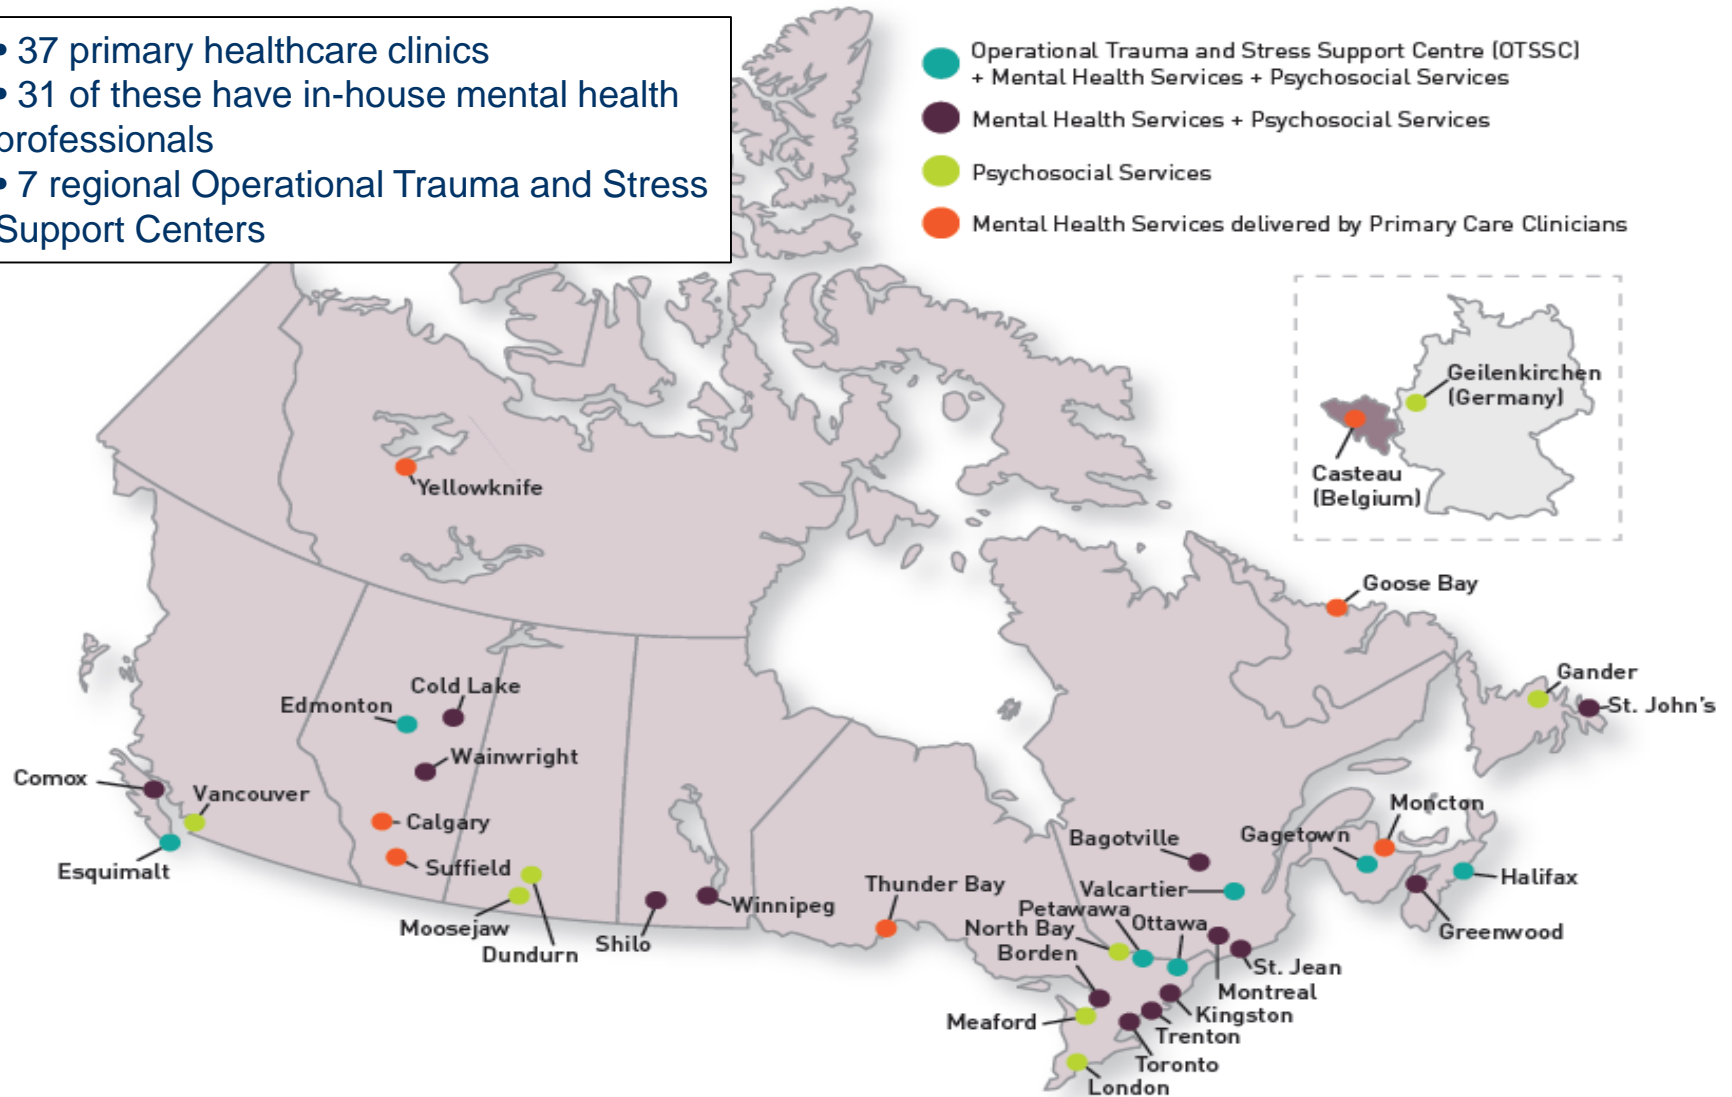 • 37 primary healthcare clinics
• 31 of these have in-house mental health
professionals
• 7 regional Operational Trauma and Stress
Support Centers
Operational Trauma and Stress Support Centre (OTSSC)
+ Mental Health Services + Psychosocial Services
Mental Health Services + Psychosocial Services
Psychosocial Services
Mental Health Services delivered by Primary Care Clinicians
Geilenkirchen
(Germany)
Casteau
(Belgium)
Yellowknife
Goose Bay
Gander
St. John's
Cold Lake
Edmonton
Wainwright
Comox
Vancouver
Calgary
Esquimalt
Suffield
Moosejaw
Dundurn
Shilo
Winnipeg
Thunder Bay
Bagotville
Gagetown
Moncton
Valcartier
Halifax
Petawawa
Ottawa
North Bay
Borden
Greenwood
St. Jean
Montreal
Meaford
Kingston
Trenton
Toronto
London